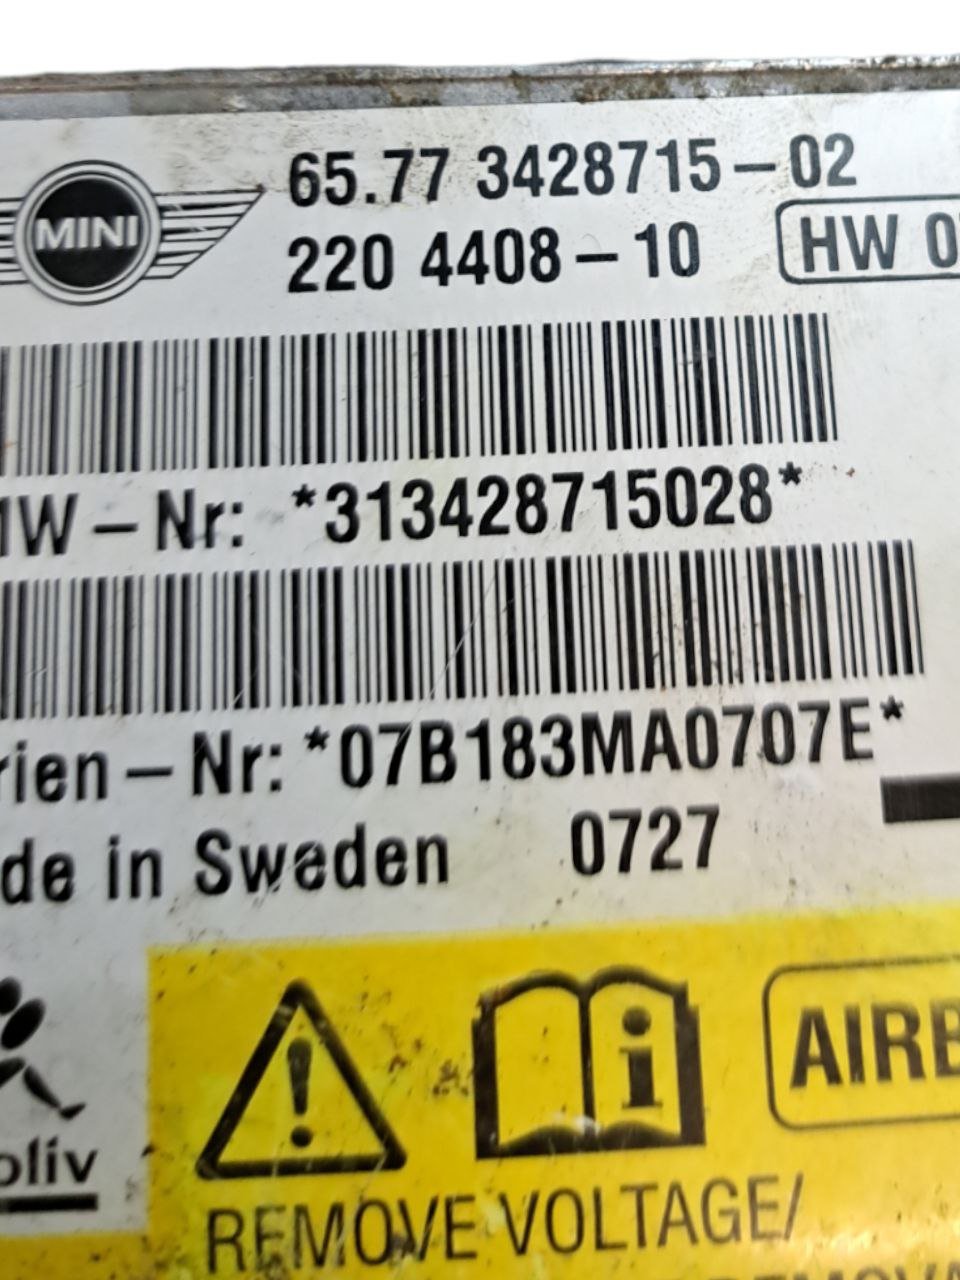 MINI
65.77 3428715-02
220 4408-10
HW 0
MW-Nr: *313428715028*
rien-Nr: *07B183MA0707E*
de in Sweden 0727
oliv
AIRB
REMOVE VOLTAGE/